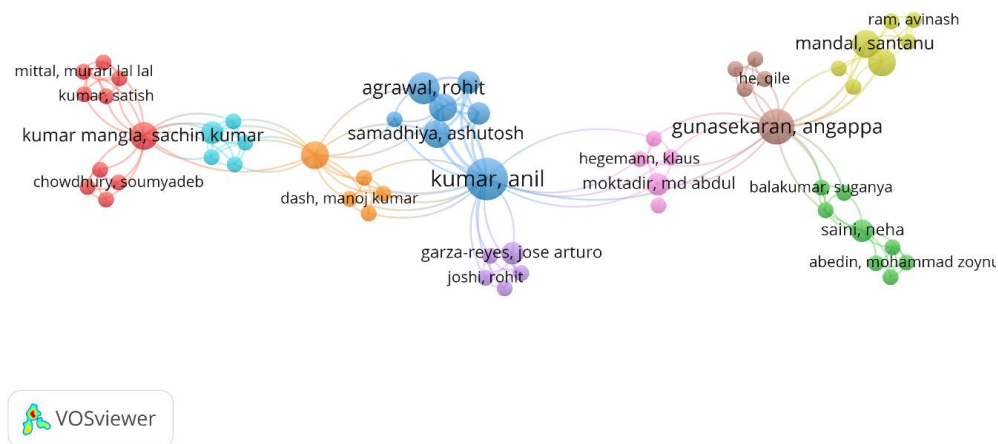 ram, avinash
mandal, santanu
mittal, murari lal lal
he, qile
agrawal, rohit
kumar, satish
gunasekaran, angappa
kumar mangla, sachin kumar
samadhiya, ashutosh
hegemann, klaus
kumar, anil
chowdhury, soumyadeb
moktadir, md abdul
balakumar, suganya
dash, manoj kumar
saini, neha
garza-reyes, jose arturo
abedin, mohammad zoynu
joshi, rohit
VOSviewer